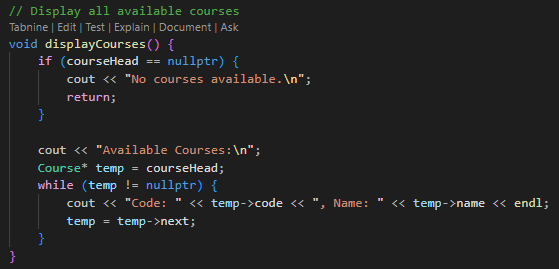 // Display all available courses
Tabnine | Edit | Test | Explain | Document | Ask
void displayCourses() {
    if (courseHead == nullptr) {
        cout << "No courses available.\n";
        return;
    }

    cout << "Available Courses:\n";
    Course* temp = courseHead;
    while (temp != nullptr) {
        cout << "Code: " << temp->code << ", Name: " << temp->name << endl;
        temp = temp->next;
    }
}